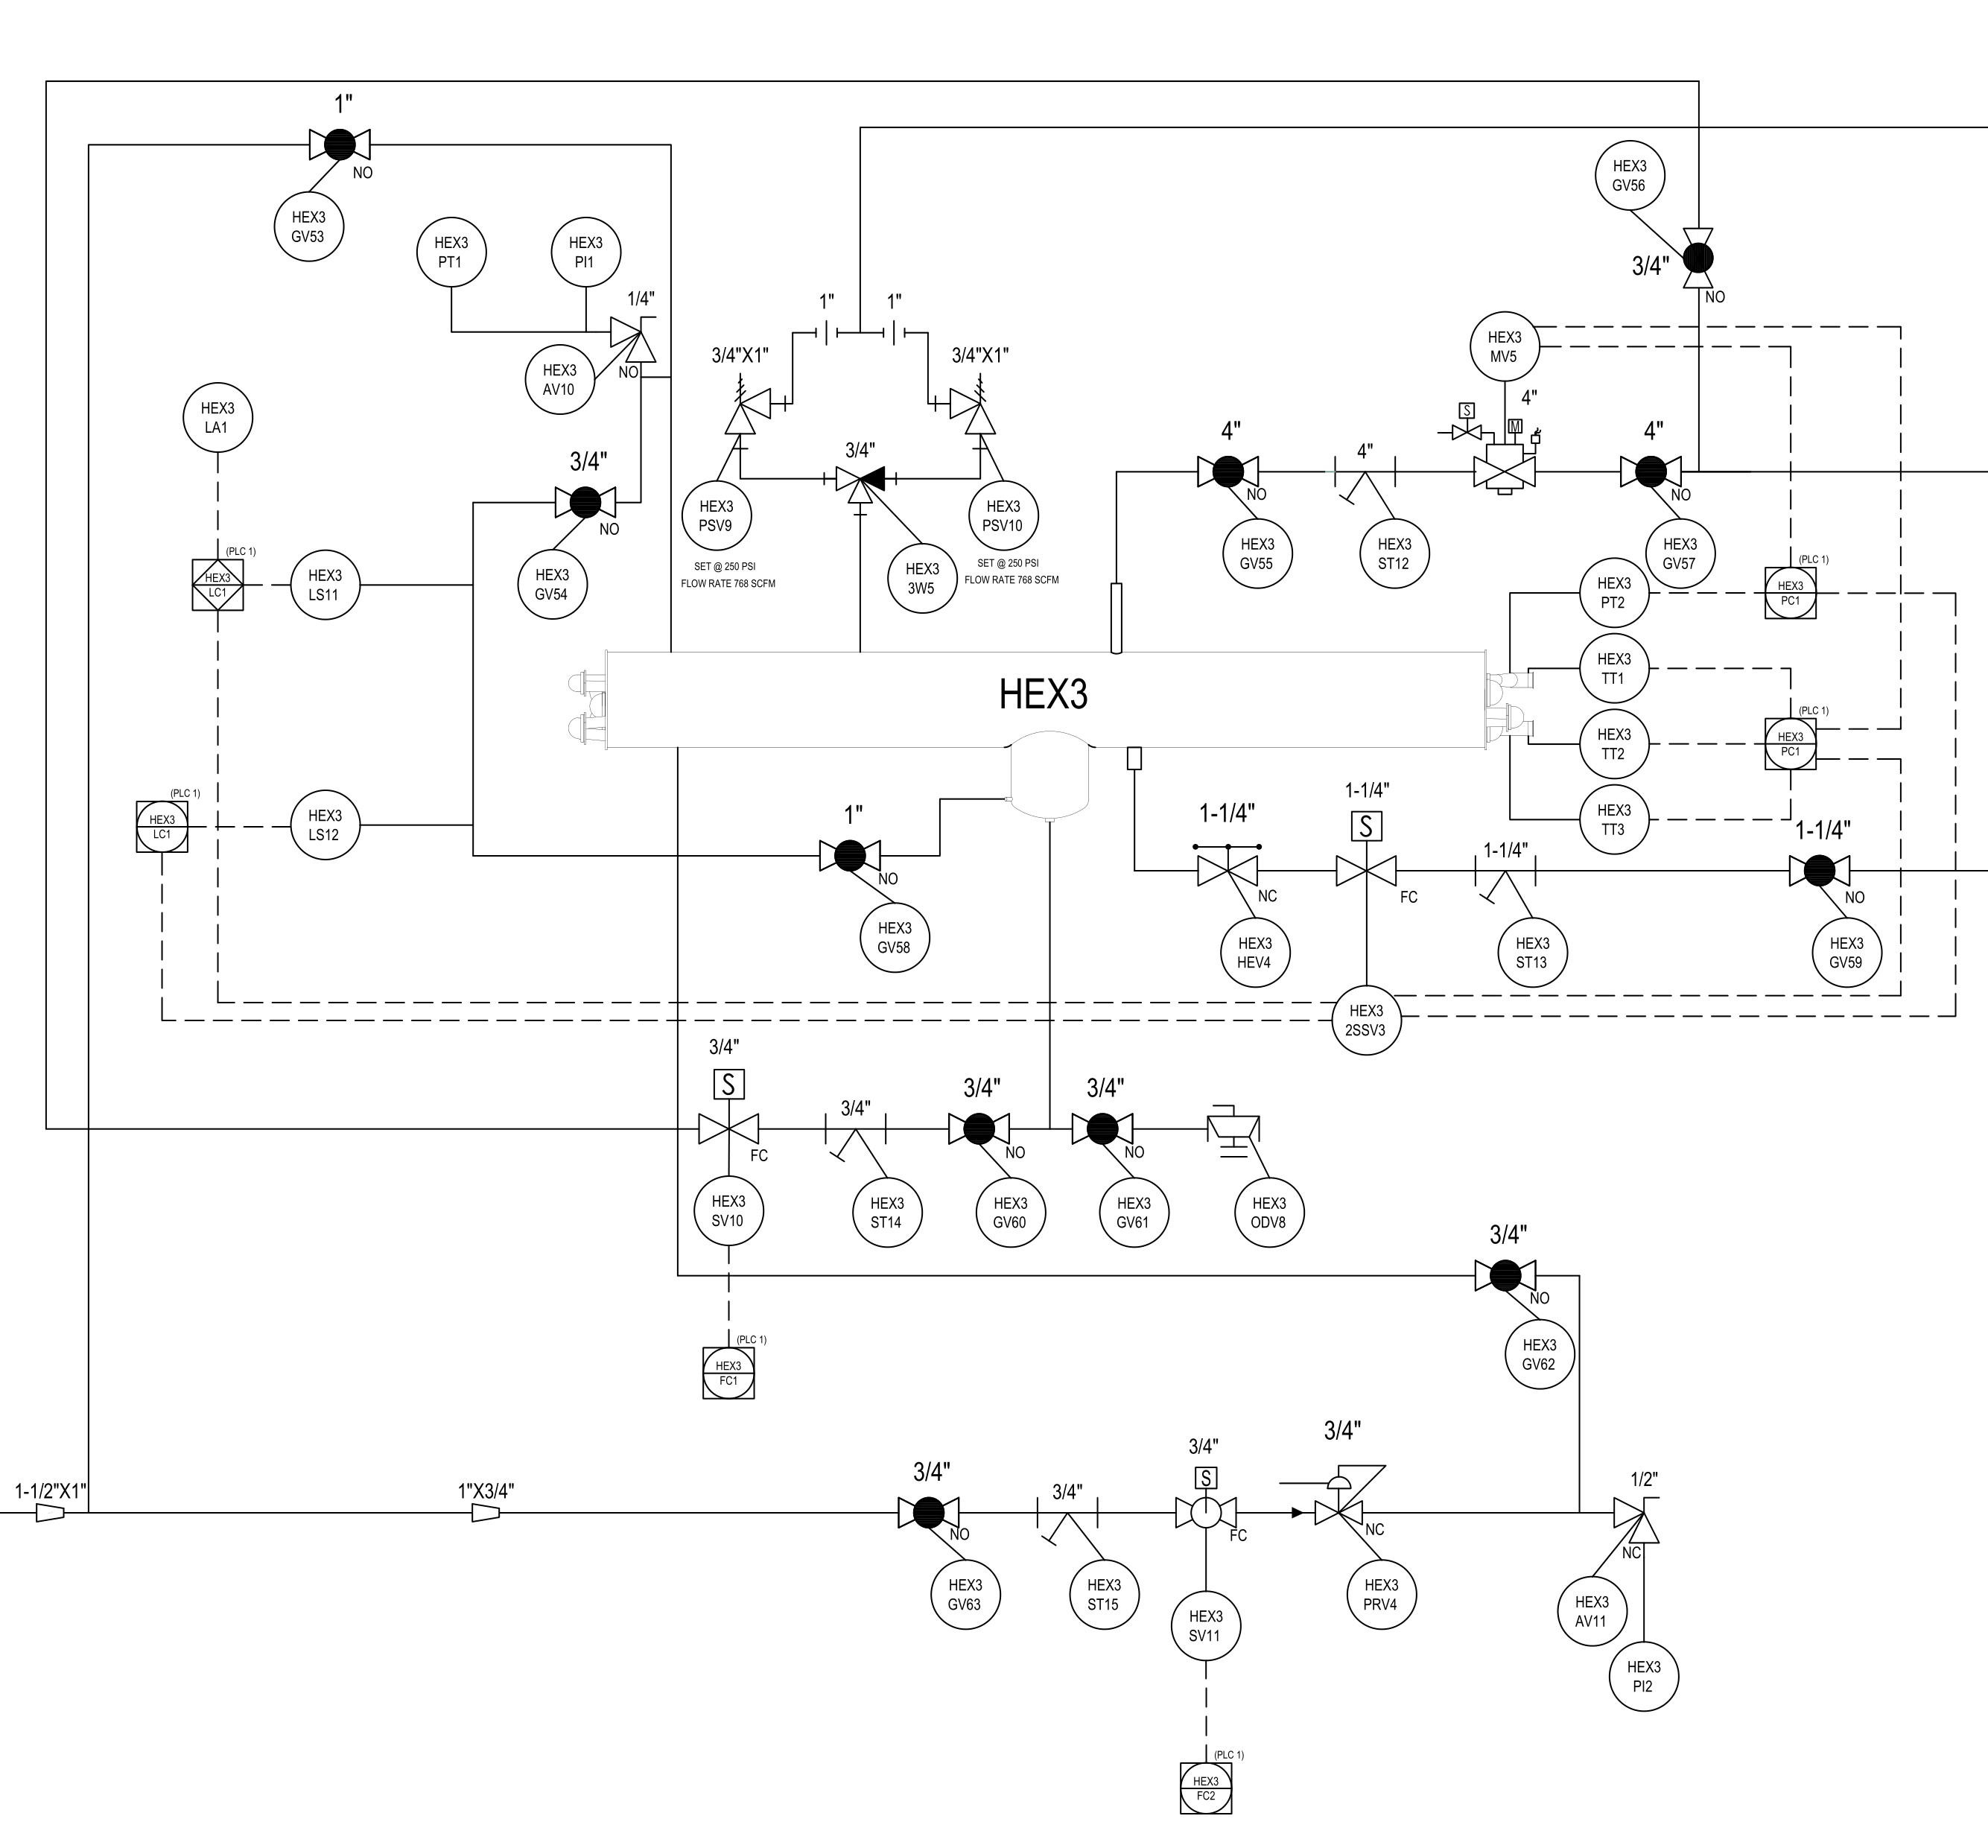 1"
NO
HEX3
GV53
HEX3
PT1
HEX3
PI1
1/4"
HEX3
AV10
NO
HEX3
LA1
3/4"
NO
HEX3
GV54
(PLC 1)
HEX3
LC1
HEX3
LS11
1"
1"
3/4"X1"
3/4"X1"
3/4"
HEX3
PSV9
SET @ 250 PSI
FLOW RATE 768 SCFM
HEX3
3W5
HEX3
PSV10
SET @ 250 PSI
FLOW RATE 768 SCFM
HEX3
GV56
3/4"
NO
HEX3
MV5
4"
S
M
4"
NO
HEX3
GV55
4"
HEX3
ST12
4"
NO
HEX3
GV57
HEX3
PT2
(PLC 1)
HEX3
PC1
HEX3
TT1
HEX3
TT2
(PLC 1)
HEX3
PC1
HEX3
TT3
HEX3
(PLC 1)
HEX3
LC1
HEX3
LS12
1"
NO
HEX3
GV58
1-1/4"
NC
HEX3
HEV4
1-1/4"
S
FC
1-1/4"
HEX3
ST13
1-1/4"
NO
HEX3
GV59
HEX3
2SSV3
3/4"
S
FC
HEX3
SV10
3/4"
HEX3
ST14
3/4"
NO
HEX3
GV60
3/4"
NO
HEX3
GV61
HEX3
ODV8
(PLC 1)
HEX3
FC1
3/4"
NO
HEX3
GV62
1-1/2"X1"
1"X3/4"
3/4"
NO
HEX3
GV63
3/4"
HEX3
ST15
3/4"
S
FC
HEX3
SV11
3/4"
NC
HEX3
PRV4
1/2"
NC
HEX3
AV11
HEX3
PI2
(PLC 1)
HEX3
FC2